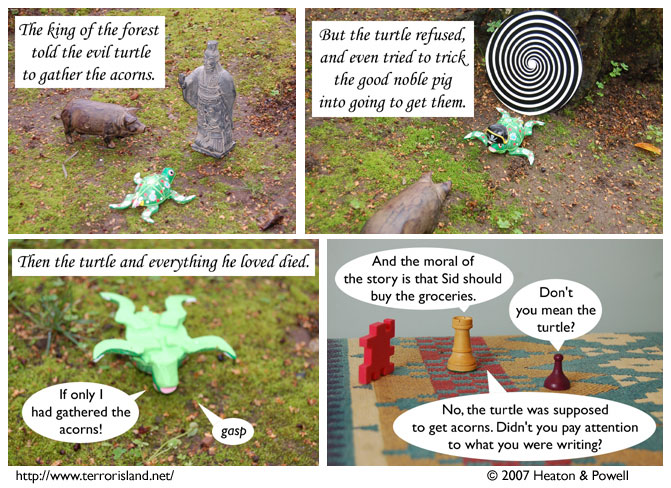 The king of the forest
told the evil turtle
to gather the acorns.
But the turtle refused,
and even tried to trick
the good noble pig
into going to get them.
Then the turtle and everything he loved died.
If only I
had gathered the
acorns!
gasp
And the moral of
the story is that Sid should
buy the groceries.
Don't
you mean the
turtle?
No, the turtle was supposed
to get acorns. Didn't you pay attention
to what you were writing?
http://www.terrorisland.net/
© 2007 Heaton & Powell